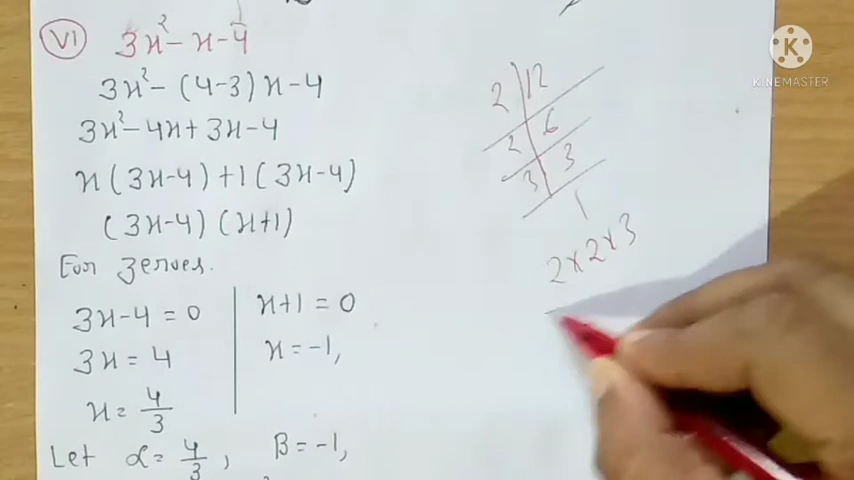 VI 3x² - x - 4
3x² - (4-3)x - 4
3x² - 4x + 3x - 4
x(3x-4) + 1(3x-4)
(3x-4)(x+1)
For zeroes.
3x-4 = 0
3x = 4
x = 4/3
x+1 = 0
x = -1,
Let α = 4/3, β = -1,
2 | 12
2 | 6
3 | 3
1
2×2×3
K
KINEMASTER